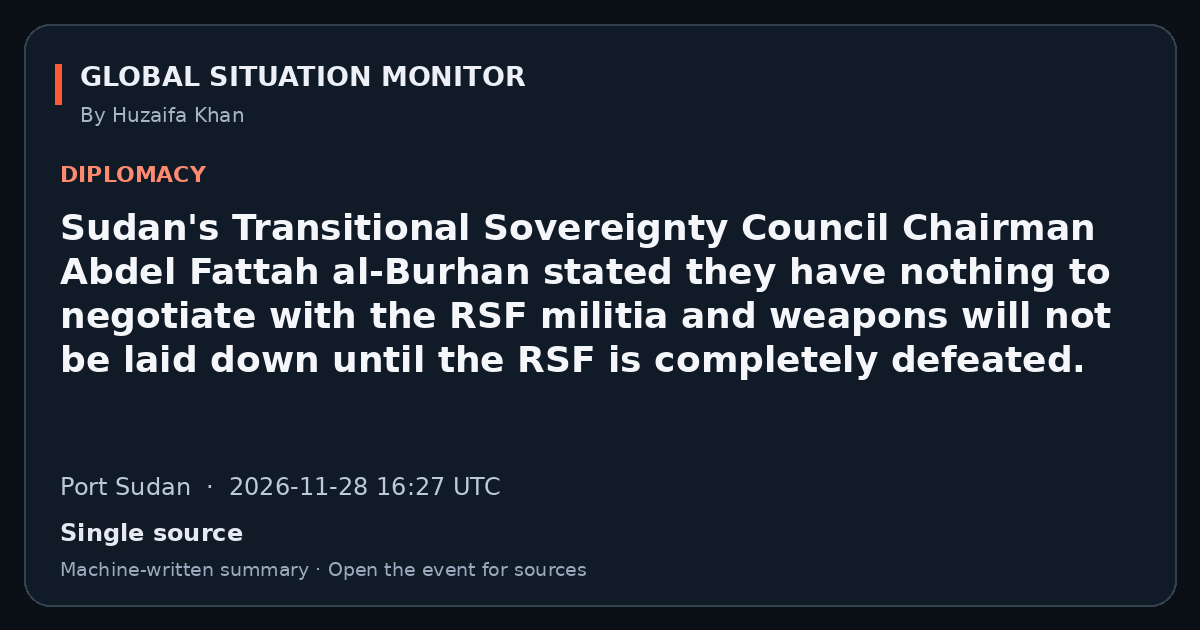 GLOBAL SITUATION MONITOR
By Huzaifa Khan
DIPLOMACY
Sudan's Transitional Sovereignty Council Chairman
Abdel Fattah al-Burhan stated they have nothing to
negotiate with the RSF militia and weapons will not
be laid down until the RSF is completely defeated.
Port Sudan · 2026-11-28 16:27 UTC
Single source
Machine-written summary · Open the event for sources